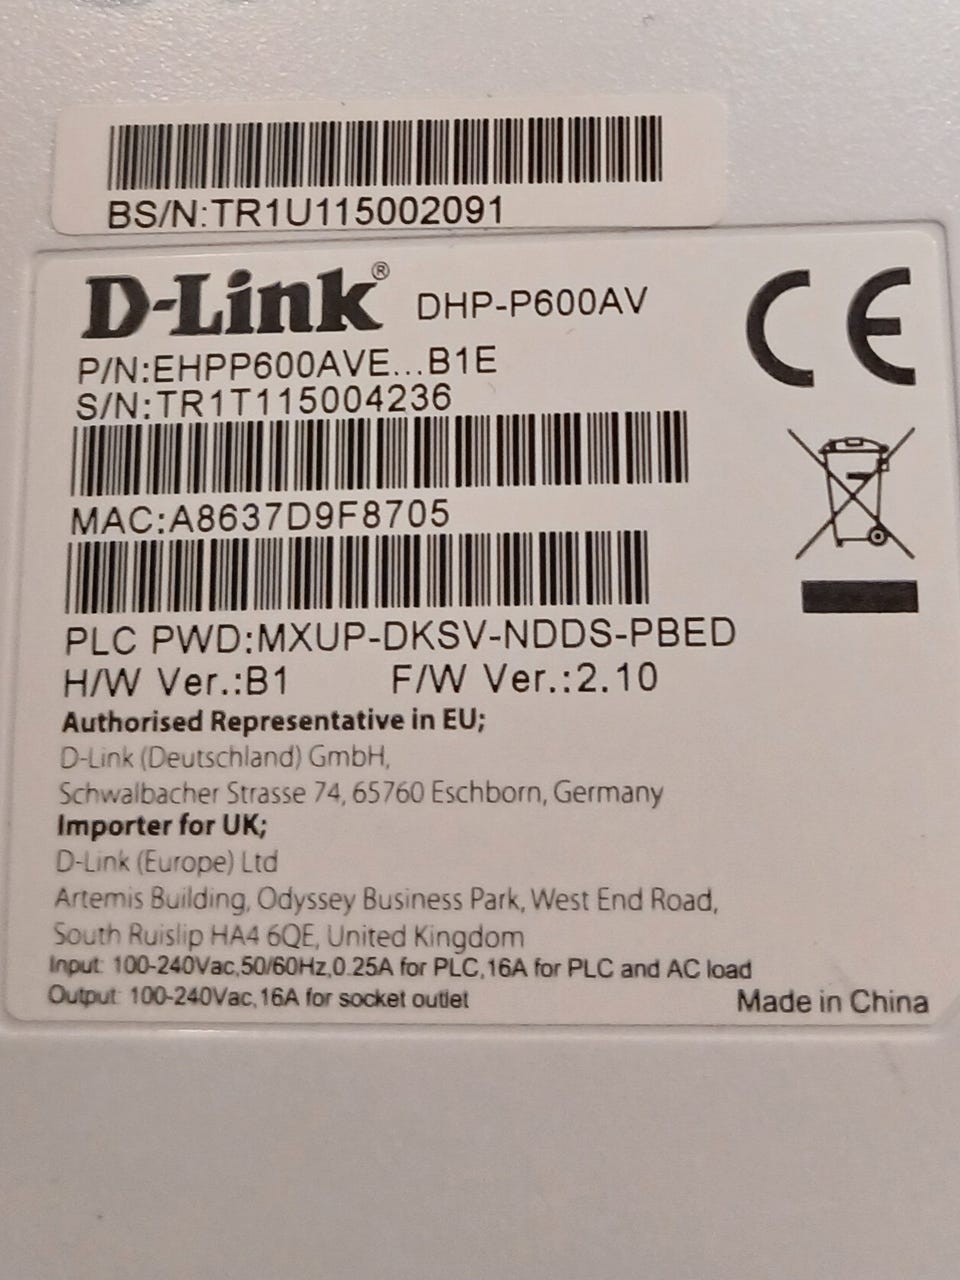 BS/N:TR1U115002091
D-Link® DHP-P600AV
P/N:EHPP600AVE...B1E
S/N:TR1T115004236
MAC:A8637D9F8705
PLC PWD:MXUP-DKSV-NDDS-PBED
H/W Ver.:B1 F/W Ver.:2.10
Authorised Representative in EU;
D-Link (Deutschland) GmbH,
Schwalbacher Strasse 74, 65760 Eschborn, Germany
Importer for UK;
D-Link (Europe) Ltd
Artemis Building, Odyssey Business Park, West End Road,
South Ruislip HA4 6QE, United Kingdom
Input: 100-240Vac,50/60Hz,0.25A for PLC,16A for PLC and AC load
Output: 100-240Vac,16A for socket outlet
Made in China
CE